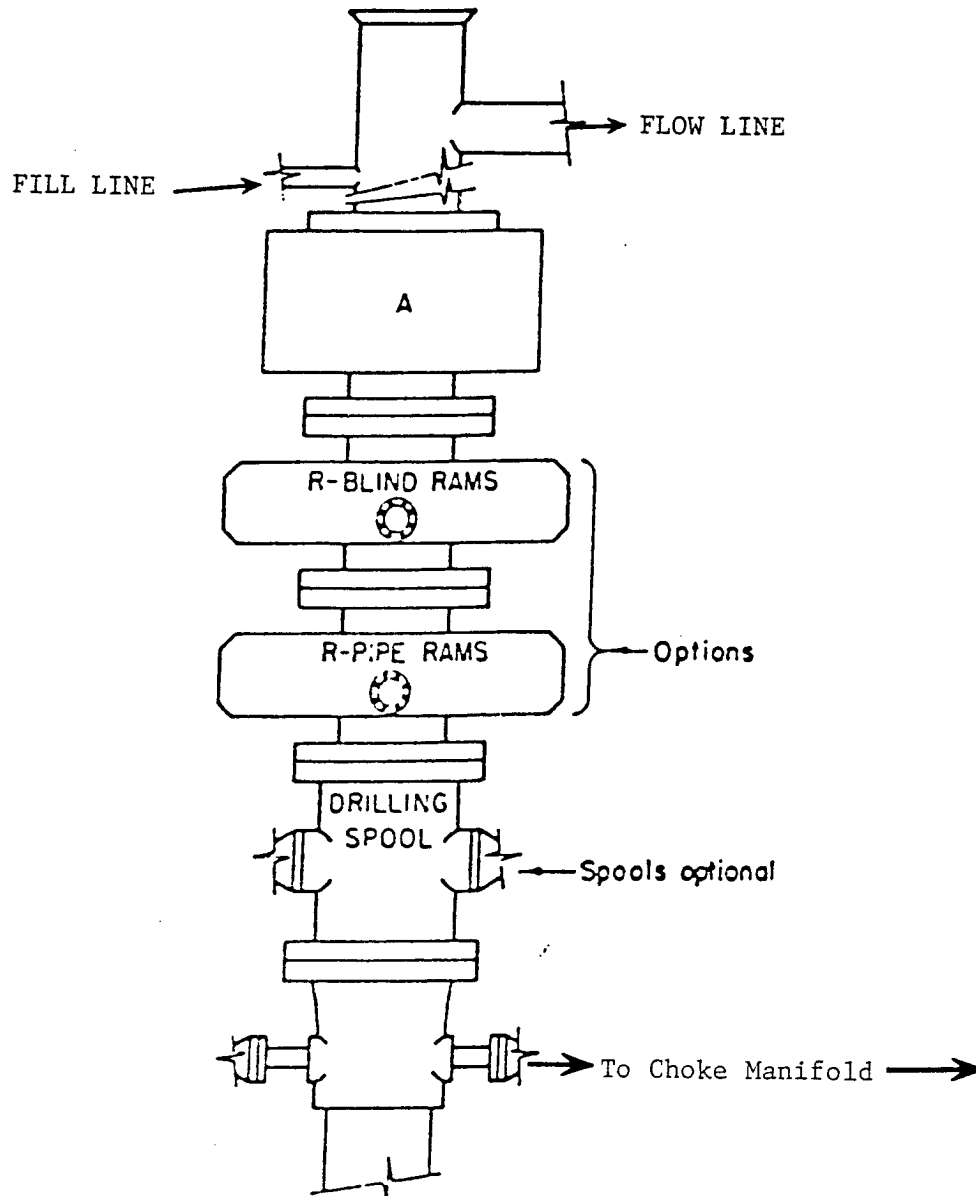 FLOW LINE
FILL LINE
A
R-BLIND RAMS
R-PIPE RAMS
Options
DRILLING
SPOOL
Spools optional
To Choke Manifold